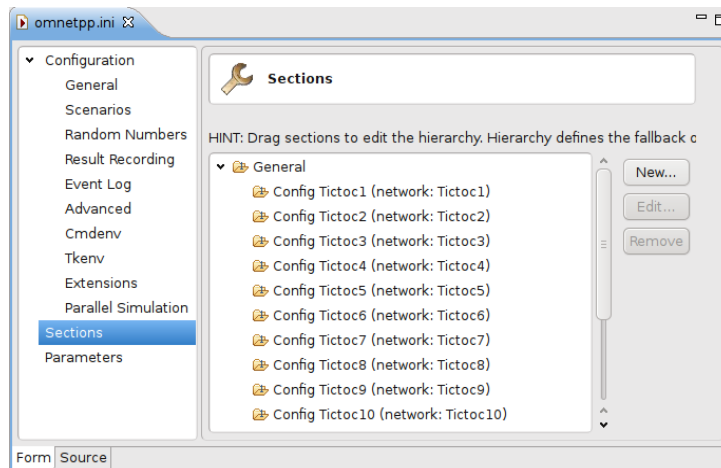 omnetpp.ini
Configuration
General
Scenarios
Random Numbers
Result Recording
Event Log
Advanced
Cmdenv
Tkenv
Extensions
Parallel Simulation
Sections
Parameters
Sections
HINT: Drag sections to edit the hierarchy. Hierarchy defines the fallback
General
Config Tictoc1 (network: Tictoc1)
Config Tictoc2 (network: Tictoc2)
Config Tictoc3 (network: Tictoc3)
Config Tictoc4 (network: Tictoc4)
Config Tictoc5 (network: Tictoc5)
Config Tictoc6 (network: Tictoc6)
Config Tictoc7 (network: Tictoc7)
Config Tictoc8 (network: Tictoc8)
Config Tictoc9 (network: Tictoc9)
Config Tictoc10 (network: Tictoc10)
New...
Edit...
Remove
Form Source